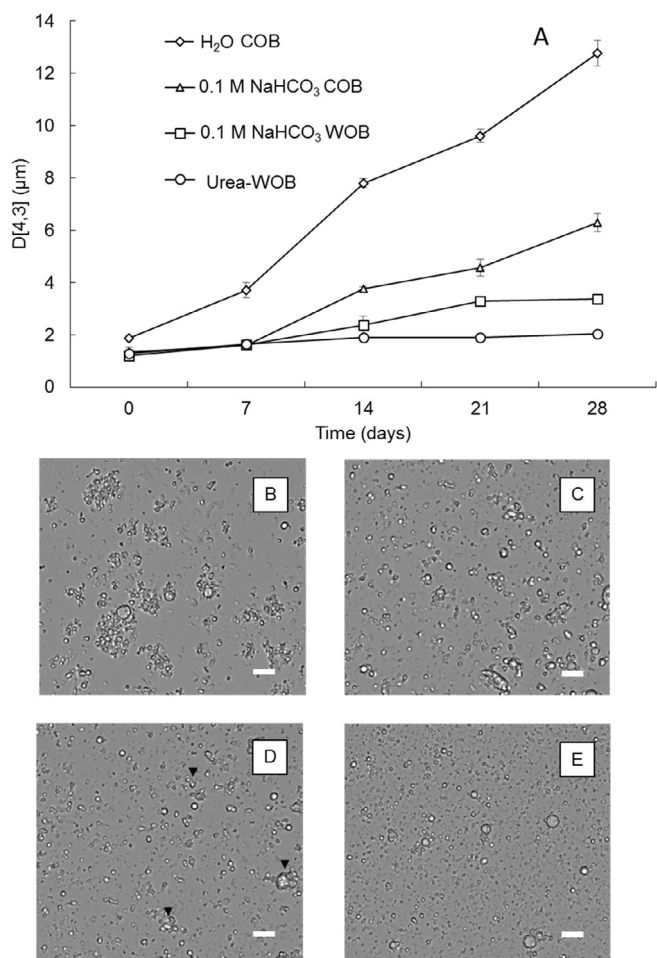 14
12
10
8
6
4
2
0
D[4,3] (μm)
A
H₂O COB
0.1 M NaHCO₃ COB
0.1 M NaHCO₃ WOB
Urea-WOB
0 7 14 21 28
Time (days)
B
C
D
E